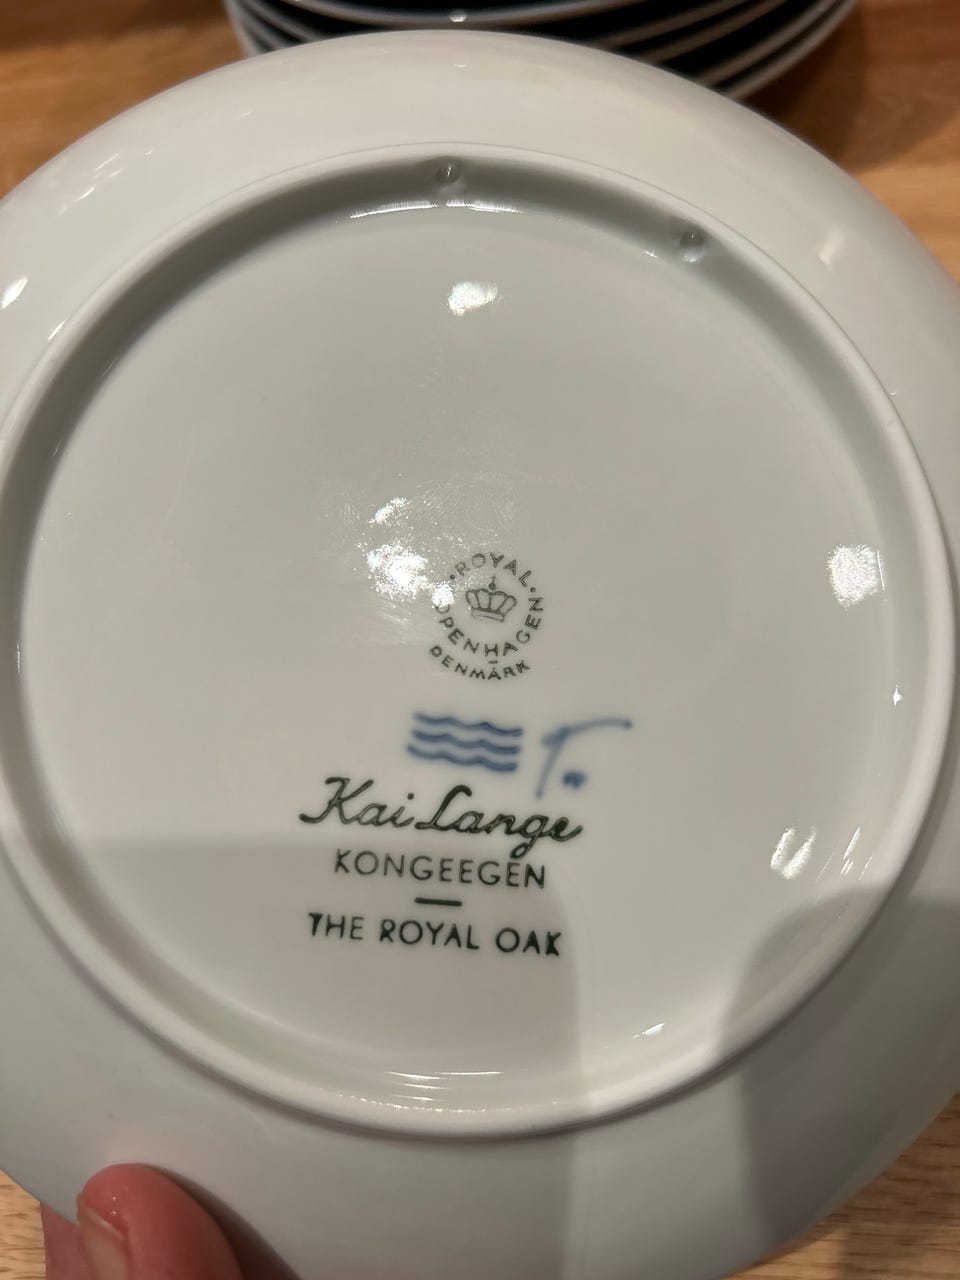 ROYAL
COPENHAGEN
DENMARK
Kai Lange
KONGEEGEN
THE ROYAL OAK